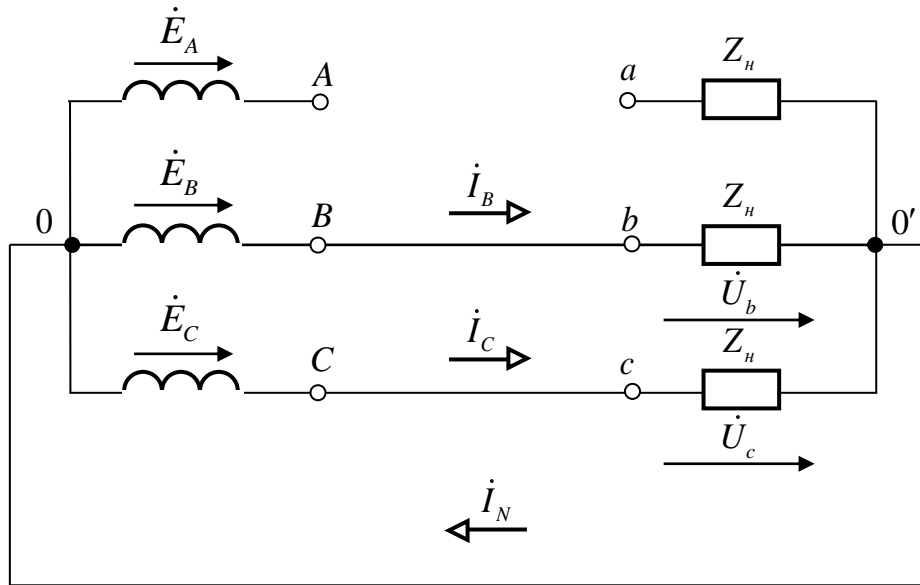 Ė_A
A
a
Z_н
Ė_B
0
B
İ_B
b
Z_н
0′
U̇_b
Ė_C
C
İ_C
c
Z_н
U̇_c
İ_N